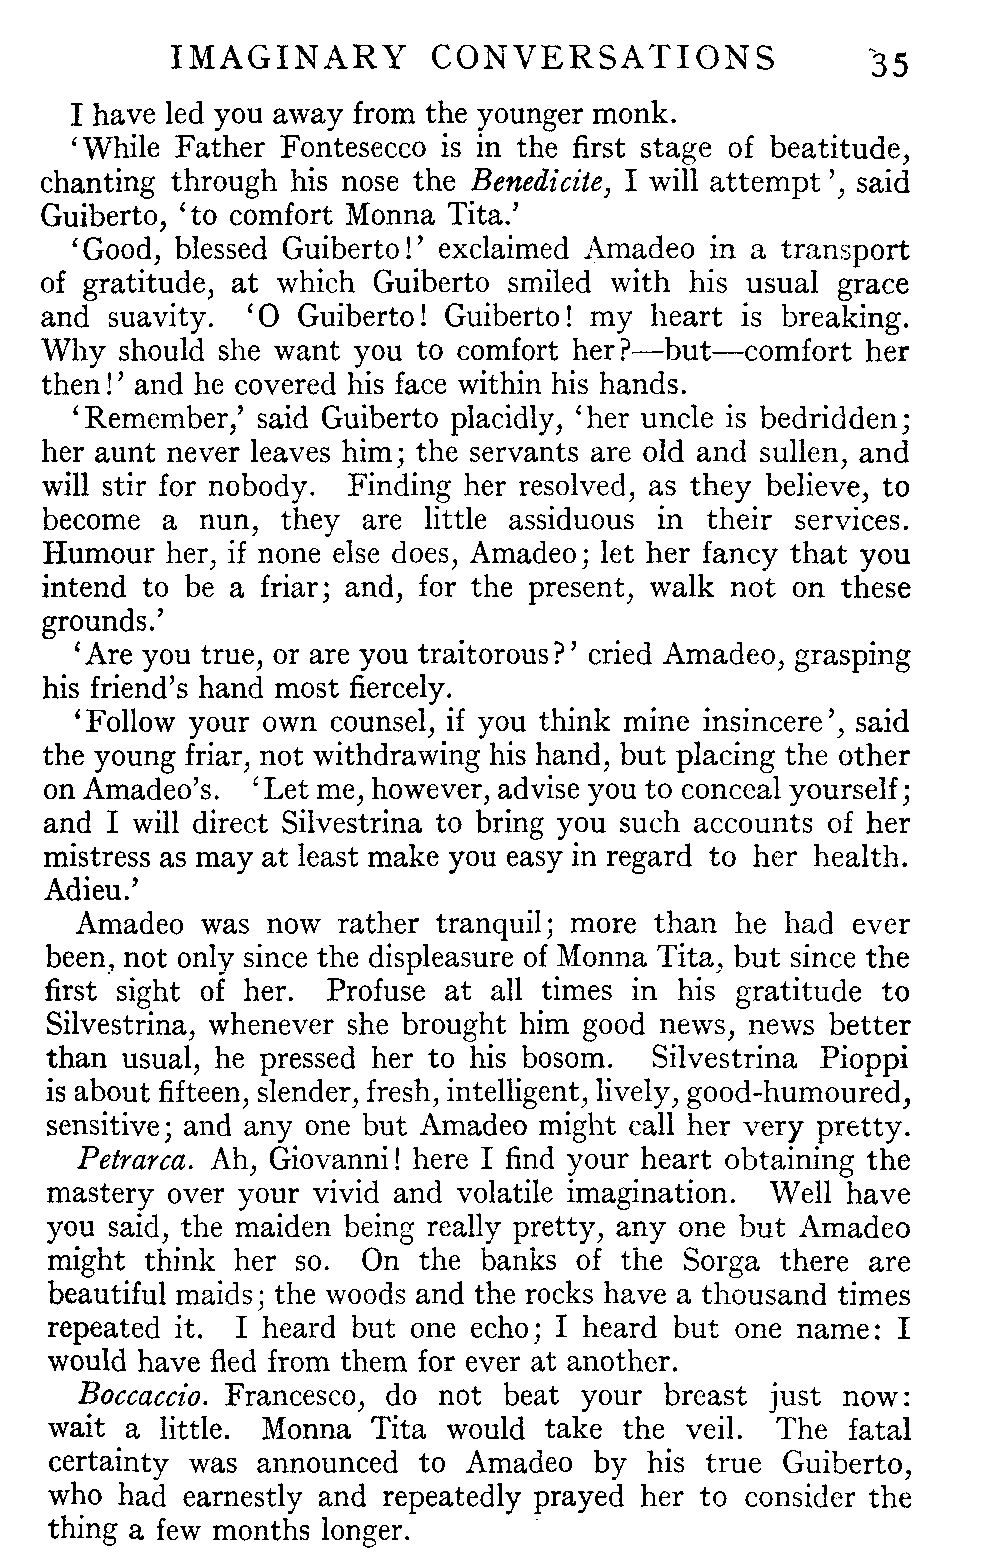 IMAGINARY CONVERSATIONS 35
I have led you away from the younger monk.
‘While Father Fontesecco is in the first stage of beatitude,
chanting through his nose the Benedicite, I will attempt’, said
Guiberto, ‘to comfort Monna Tita.’
‘Good, blessed Guiberto!’ exclaimed Amadeo in a transport
of gratitude, at which Guiberto smiled with his usual grace
and suavity. ‘O Guiberto! Guiberto! my heart is breaking.
Why should she want you to comfort her?—but—comfort her
then!’ and he covered his face within his hands.
‘Remember,’ said Guiberto placidly, ‘her uncle is bedridden;
her aunt never leaves him; the servants are old and sullen, and
will stir for nobody. Finding her resolved, as they believe, to
become a nun, they are little assiduous in their services.
Humour her, if none else does, Amadeo; let her fancy that you
intend to be a friar; and, for the present, walk not on these
grounds.’
‘Are you true, or are you traitorous?’ cried Amadeo, grasping
his friend's hand most fiercely.
‘Follow your own counsel, if you think mine insincere’, said
the young friar, not withdrawing his hand, but placing the other
on Amadeo's. ‘Let me, however, advise you to conceal yourself;
and I will direct Silvestrina to bring you such accounts of her
mistress as may at least make you easy in regard to her health.
Adieu.’
Amadeo was now rather tranquil; more than he had ever
been, not only since the displeasure of Monna Tita, but since the
first sight of her. Profuse at all times in his gratitude to
Silvestrina, whenever she brought him good news, news better
than usual, he pressed her to his bosom. Silvestrina Pioppi
is about fifteen, slender, fresh, intelligent, lively, good-humoured,
sensitive; and any one but Amadeo might call her very pretty.
Petrarca. Ah, Giovanni! here I find your heart obtaining the
mastery over your vivid and volatile imagination. Well have
you said, the maiden being really pretty, any one but Amadeo
might think her so. On the banks of the Sorga there are
beautiful maids; the woods and the rocks have a thousand times
repeated it. I heard but one echo; I heard but one name: I
would have fled from them for ever at another.
Boccaccio. Francesco, do not beat your breast just now:
wait a little. Monna Tita would take the veil. The fatal
certainty was announced to Amadeo by his true Guiberto,
who had earnestly and repeatedly prayed her to consider the
thing a few months longer.